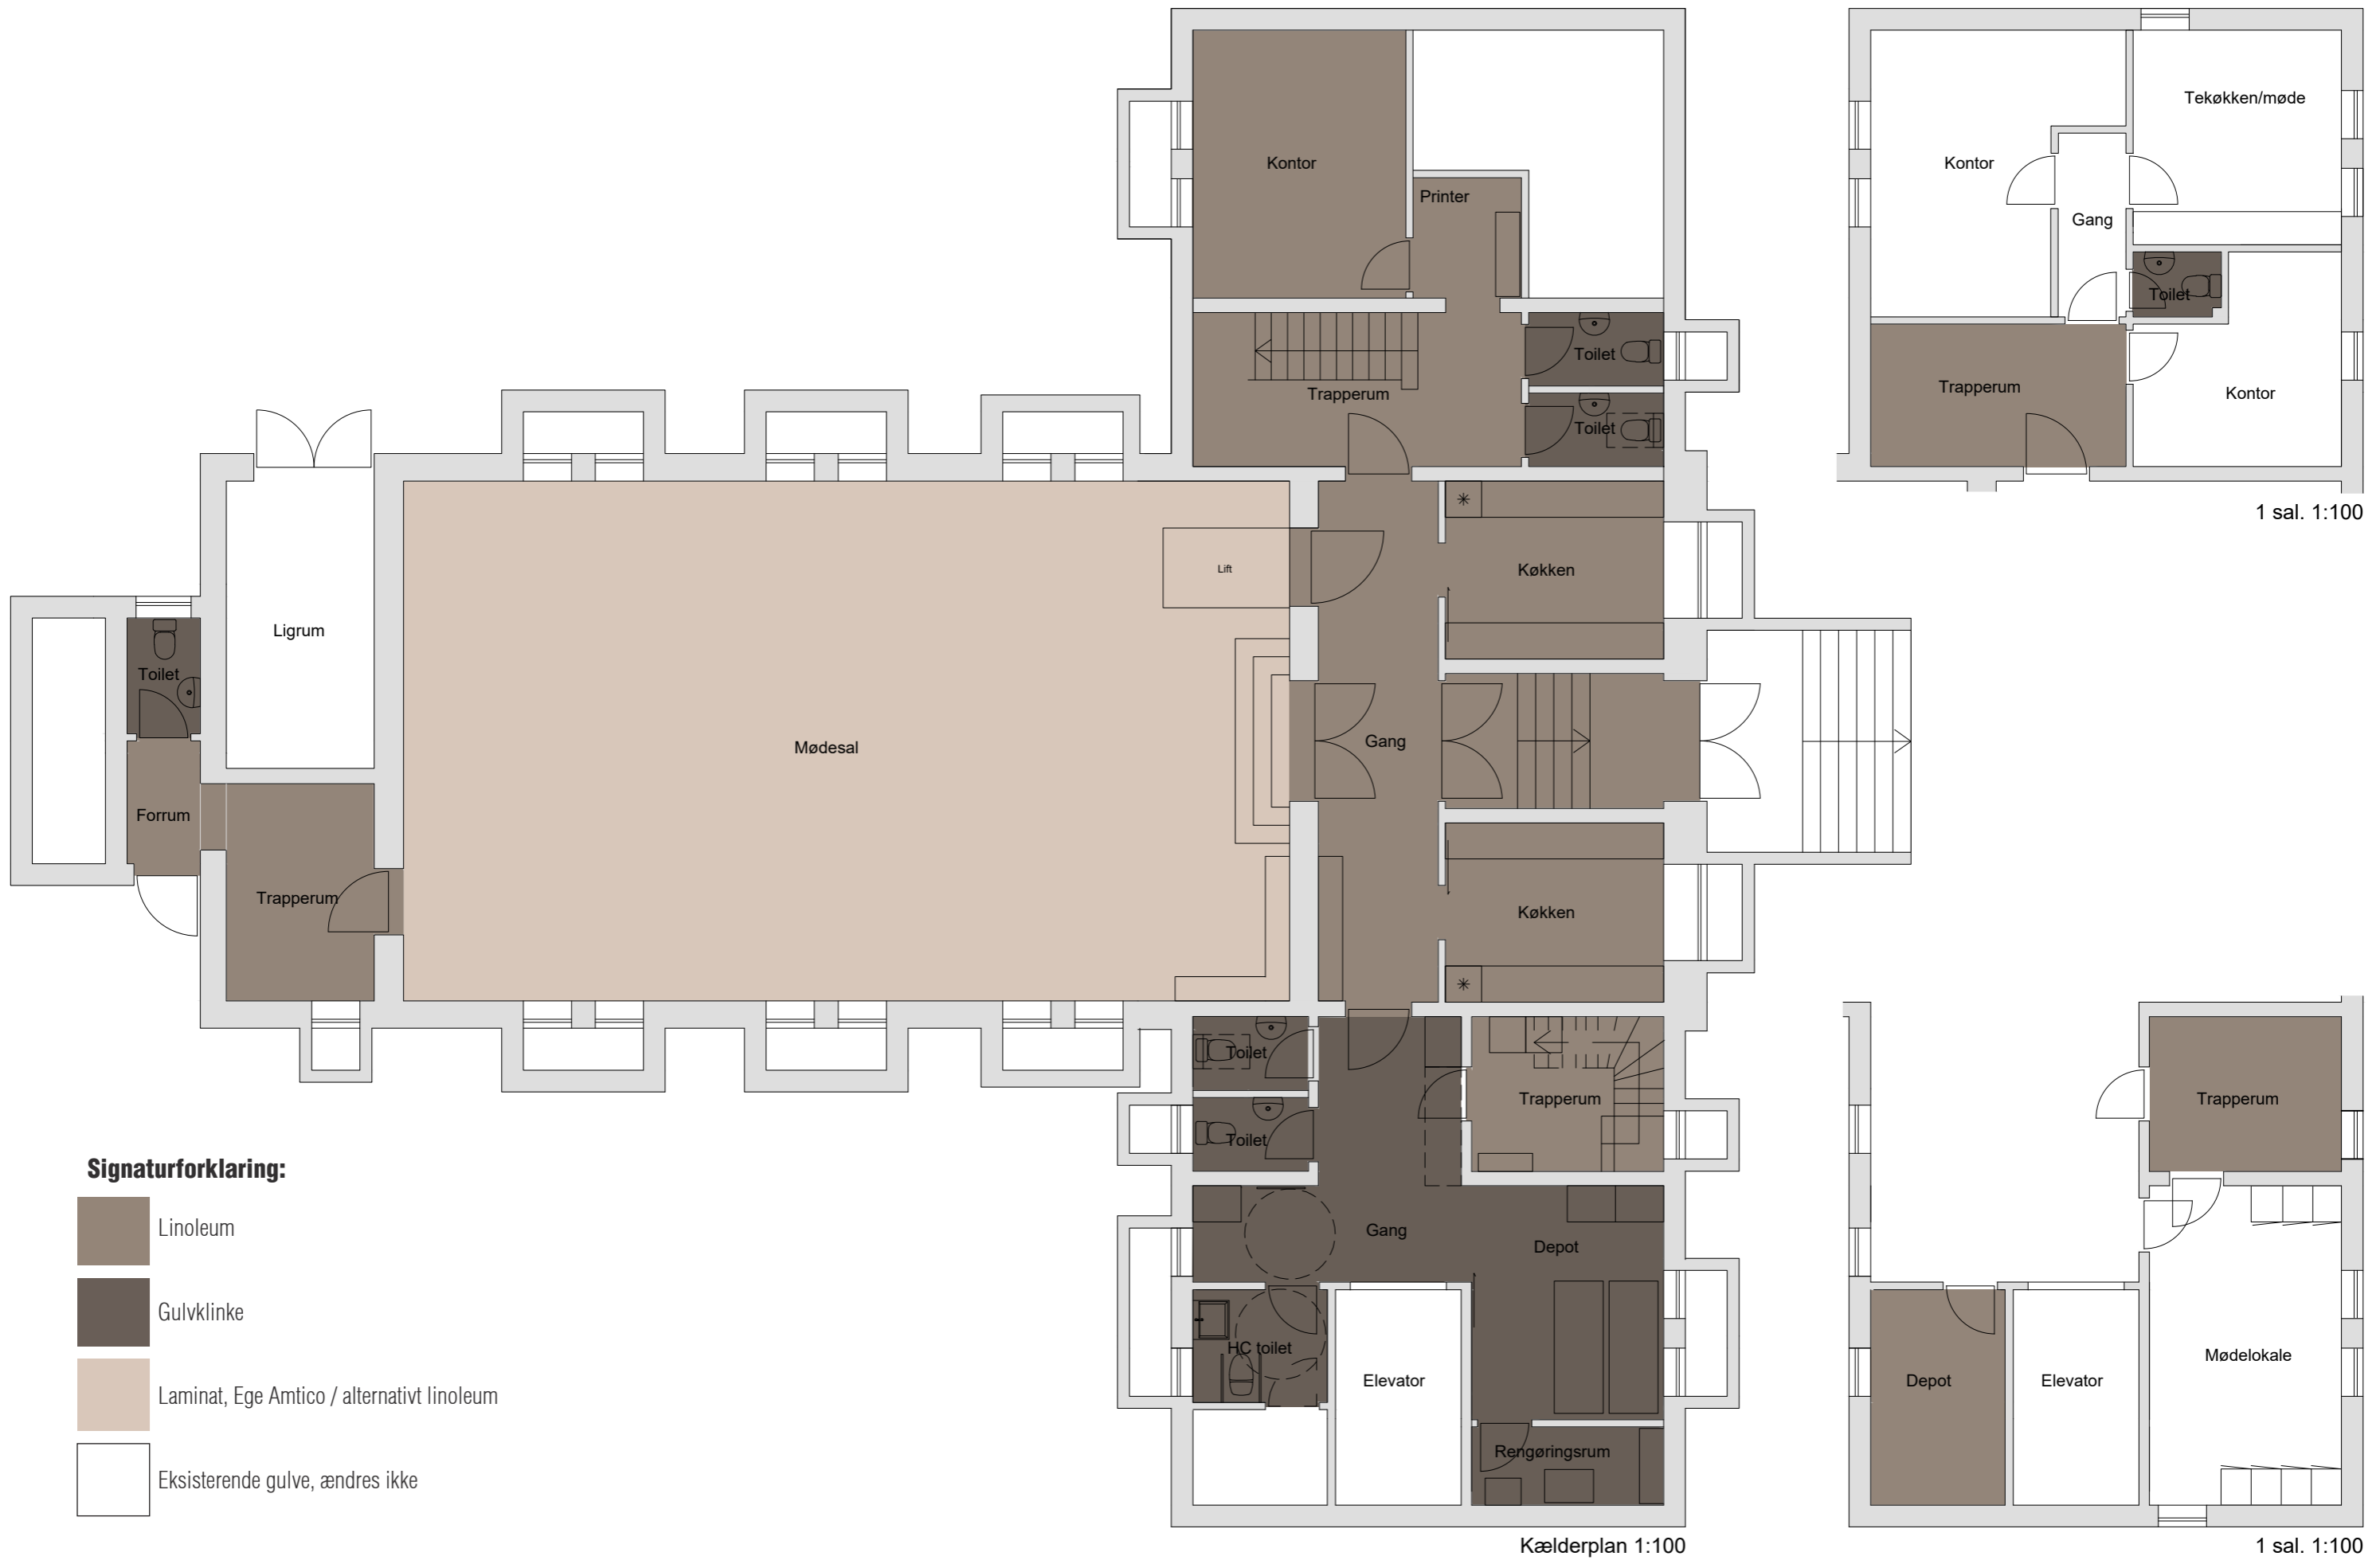 Kontor
Printer
Trapperum
Toilet
Toilet
Kontor
Tekøkken/møde
Gang
Toilet
Trapperum
Kontor
1 sal. 1:100
Ligrum
Toilet
Forrum
Trapperum
Mødesal
Lift
Køkken
Gang
Køkken
Toilet
Toilet
Trapperum
Gang
Depot
HC toilet
Elevator
Rengøringsrum
Kælderplan 1:100
Trapperum
Mødelokale
Depot
Elevator
1 sal. 1:100
Signaturforklaring:
Linoleum
Gulvklinke
Laminat, Ege Amtico / alternativt linoleum
Eksisterende gulve, ændres ikke